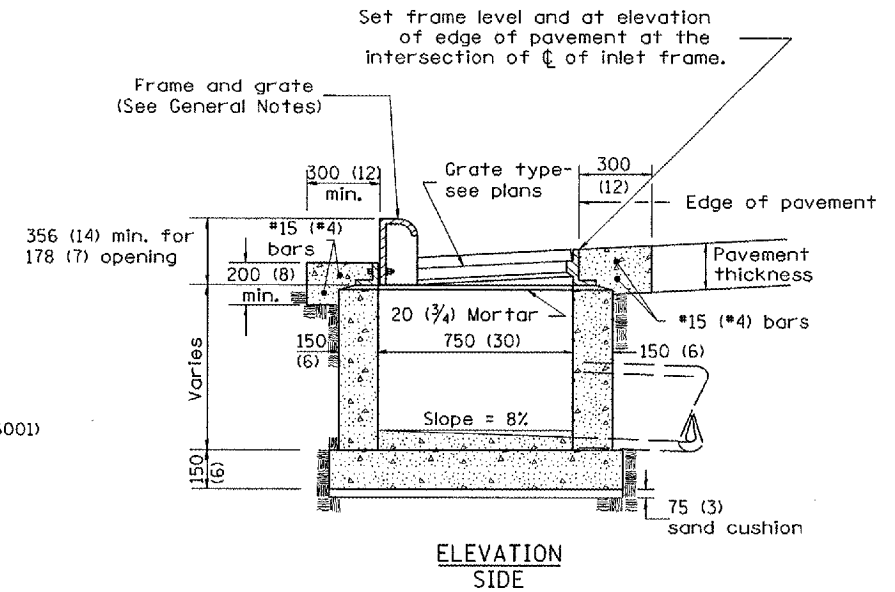 Set frame level and at elevation
of edge of pavement at the
intersection of ℄ of inlet frame.
Frame and grate
(See General Notes)
300 (12)
min.
Grate type-
see plans
300
(12)
Edge of pavement
356 (14) min. for
178 (7) opening
#15 (#4)
bars
200 (8)
min.
Pavement
thickness
#15 (#4) bars
20 (3/4) Mortar
150
(6)
750 (30)
150 (6)
Varies
Slope = 8%
001)
150
(6)
75 (3)
sand cushion
ELEVATION
SIDE